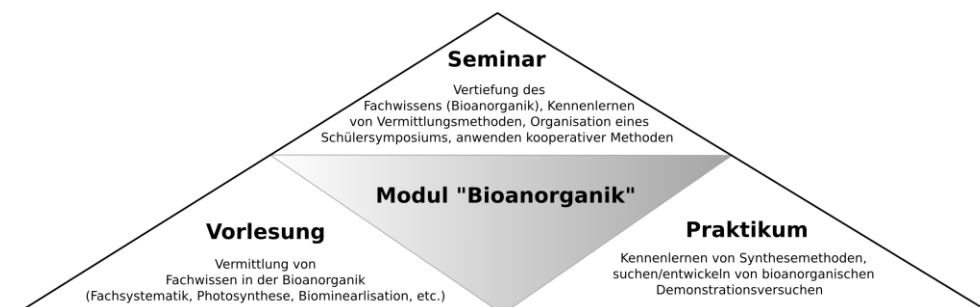 Seminar
Vertiefung des
Fachwissens (Bioanorganik), Kennenlernen
von Vermittlungsmethoden, Organisation eines
Schülersymposiums, anwenden kooperativer Methoden
Modul "Bioanorganik"
Vorlesung
Vermittlung von
Fachwissen in der Bioanorganik
(Fachsystematik, Photosynthese, Biominearlisation, etc.)
Praktikum
Kennenlernen von Synthesemethoden,
suchen/entwickeln von bioanorganischen
Demonstrationsversuchen